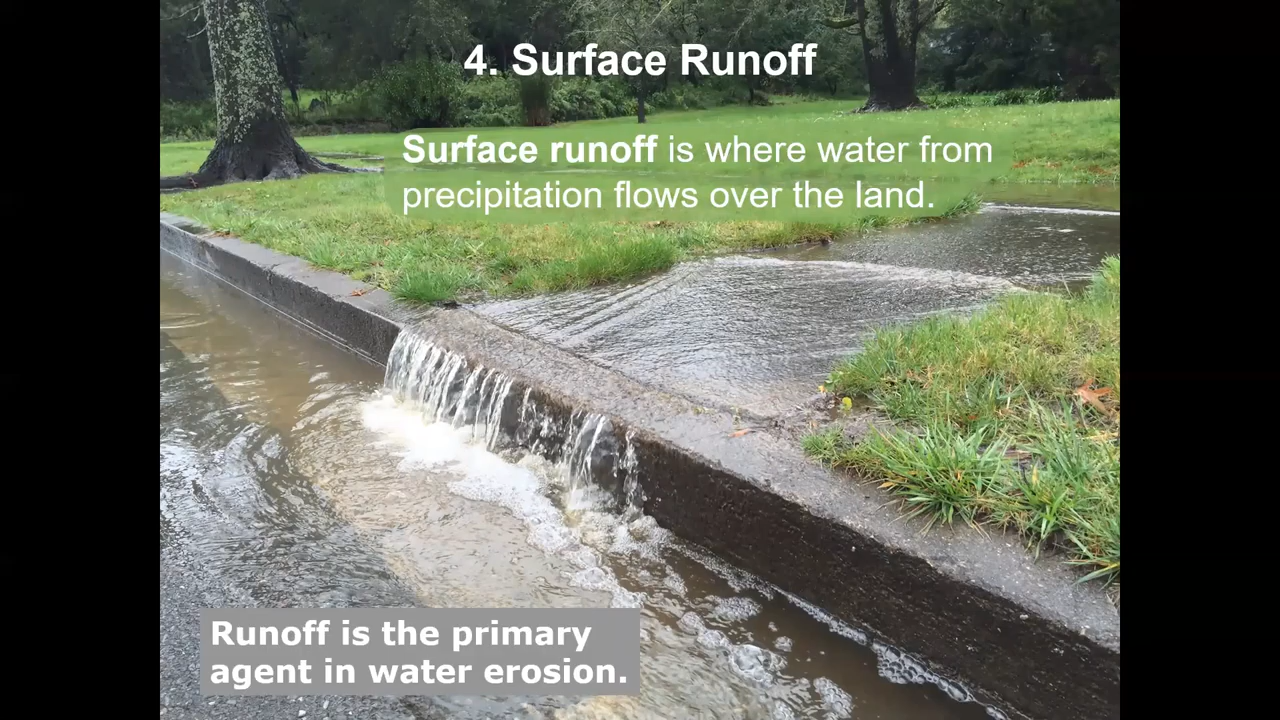 4. Surface Runoff
Surface runoff is where water from
precipitation flows over the land.
Runoff is the primary
agent in water erosion.